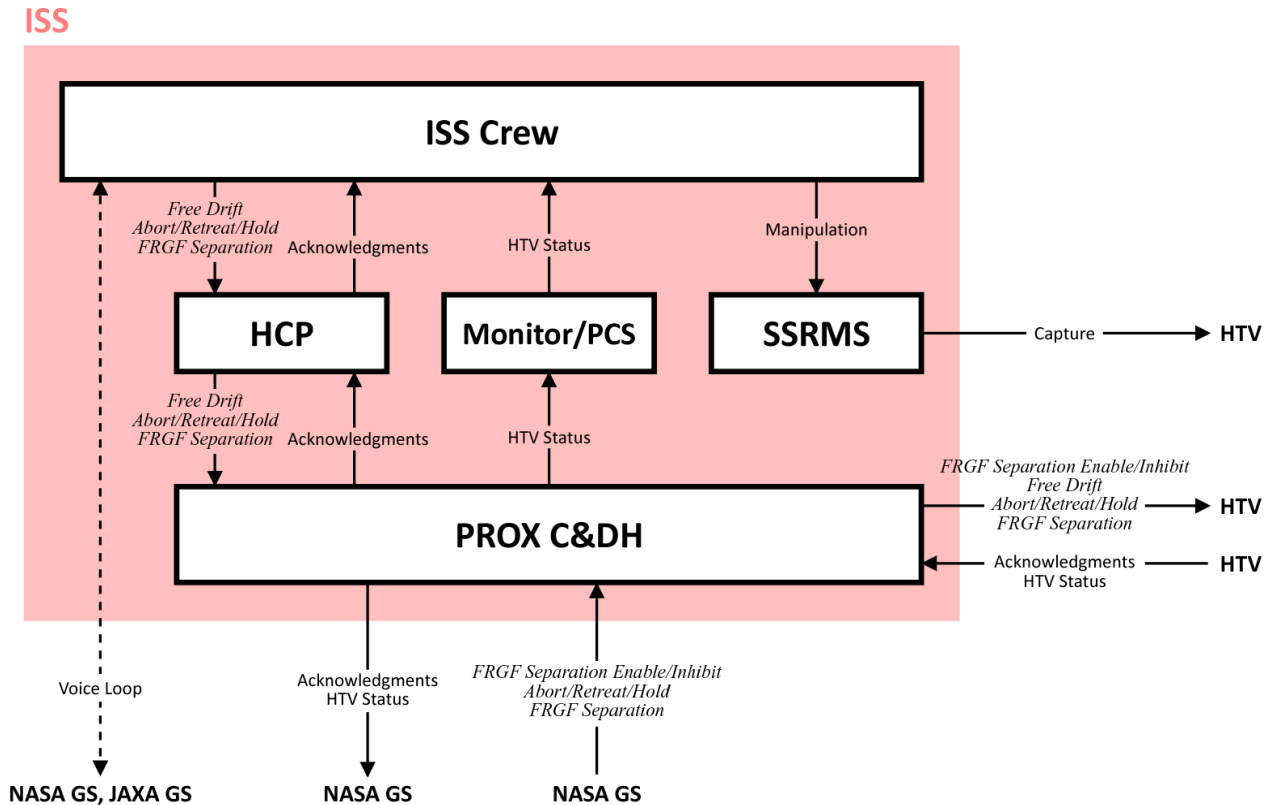 ISS
ISS Crew
Free Drift
Abort/Retreat/Hold
FRGF Separation
Acknowledgments
HTV Status
Manipulation
HCP
Monitor/PCS
SSRMS
Capture
HTV
Free Drift
Abort/Retreat/Hold
FRGF Separation
Acknowledgments
HTV Status
PROX C&DH
FRGF Separation Enable/Inhibit
Free Drift
Abort/Retreat/Hold
FRGF Separation
HTV
Acknowledgments
HTV Status
HTV
Voice Loop
Acknowledgments
HTV Status
FRGF Separation Enable/Inhibit
Abort/Retreat/Hold
FRGF Separation
NASA GS, JAXA GS
NASA GS
NASA GS